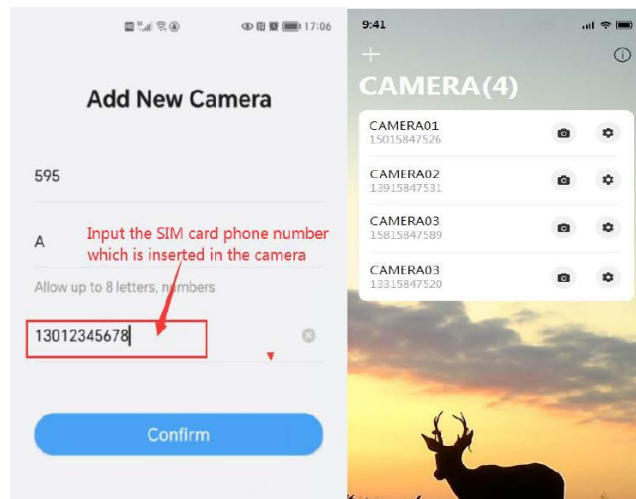 17:06
Add New Camera
595
A
Input the SIM card phone number
which is inserted in the camera
Allow up to 8 letters, numbers
13012345678
Confirm
9:41
CAMERA(4)
CAMERA01
15015847526
CAMERA02
13915847531
CAMERA03
15815847589
CAMERA03
13315847520